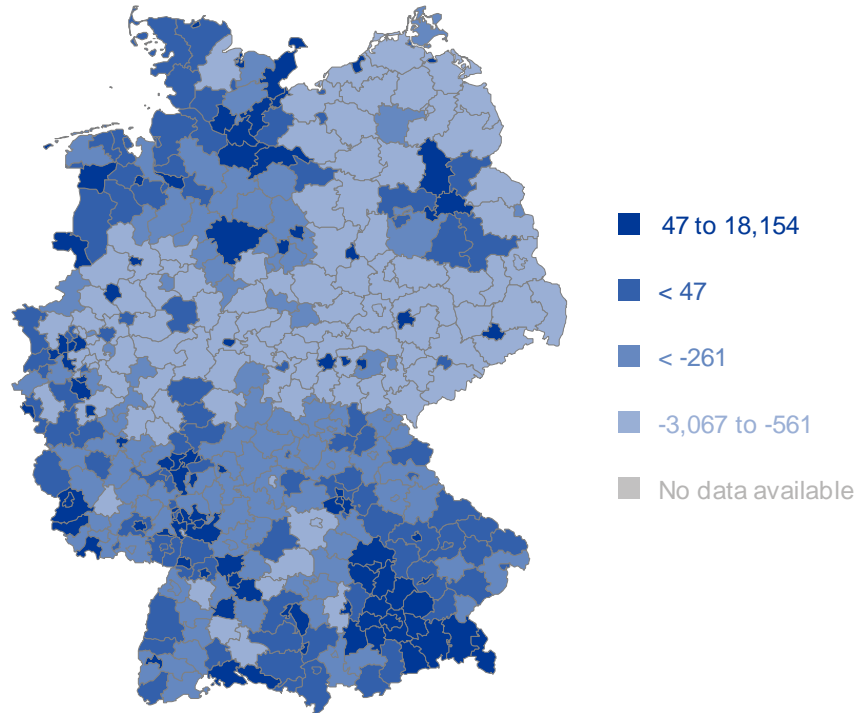 47 to 18,154
< 47
< -261
-3,067 to -561
No data available